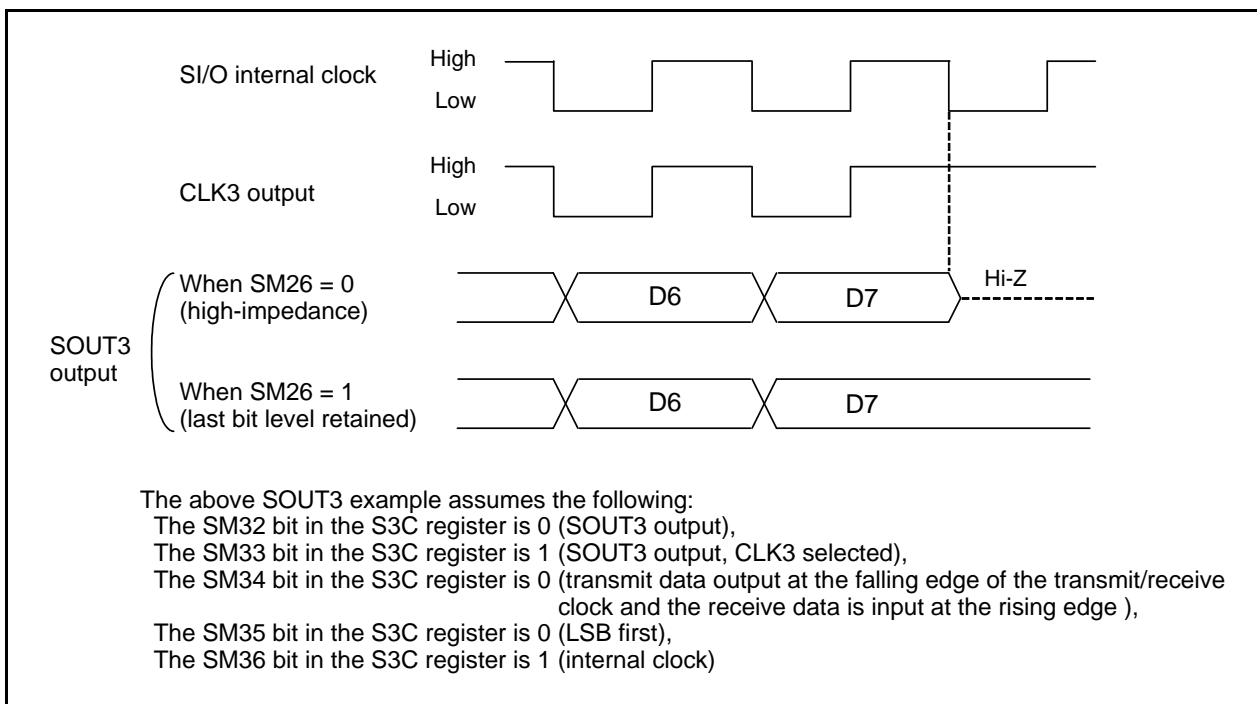 SI/O internal clock
High
Low
CLK3 output
High
Low
SOUT3
output
When SM26 = 0
(high-impedance)
D6
D7
Hi-Z
When SM26 = 1
(last bit level retained)
D6
D7
The above SOUT3 example assumes the following:
The SM32 bit in the S3C register is 0 (SOUT3 output),
The SM33 bit in the S3C register is 1 (SOUT3 output, CLK3 selected),
The SM34 bit in the S3C register is 0 (transmit data output at the falling edge of the transmit/receive
clock and the receive data is input at the rising edge ),
The SM35 bit in the S3C register is 0 (LSB first),
The SM36 bit in the S3C register is 1 (internal clock)